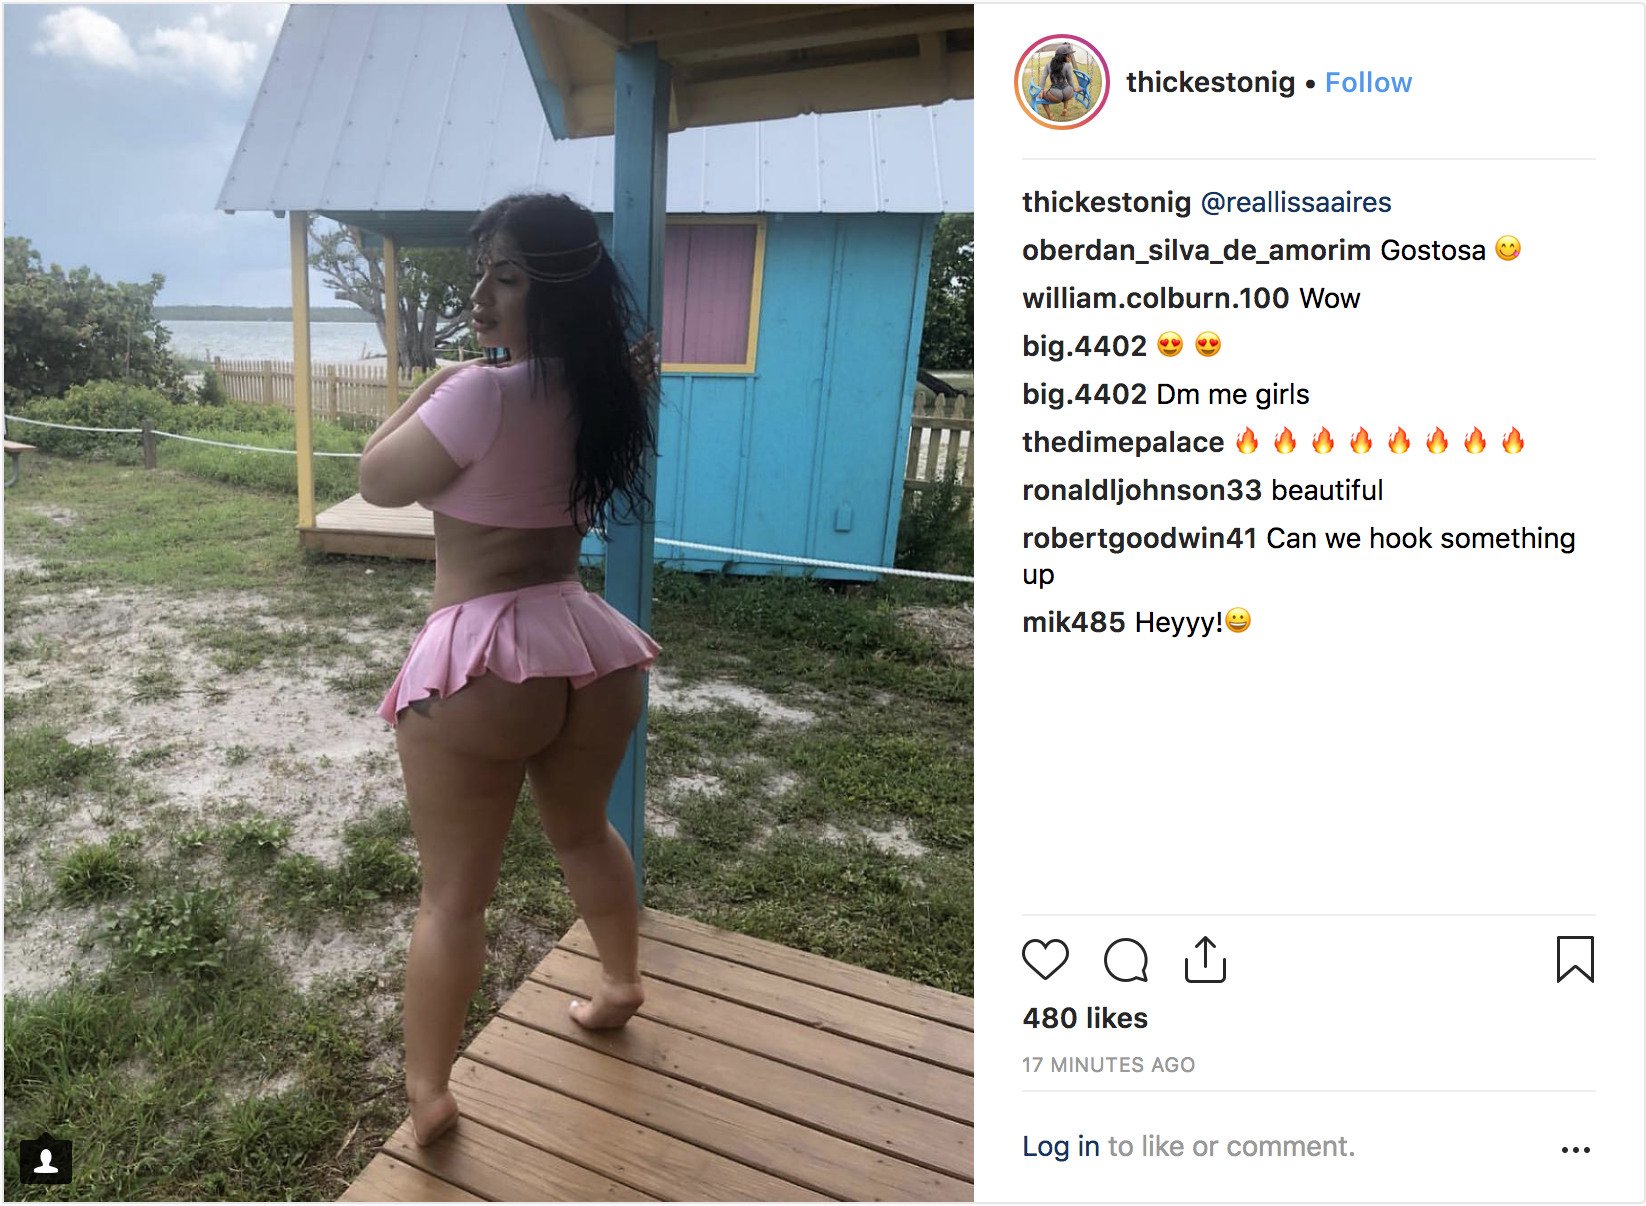 thickestonig • Follow
thickestonig @reallissaaires
oberdan_silva_de_amorim Gostosa 😋
william.colburn.100 Wow
big.4402 😍 😍
big.4402 Dm me girls
thedimepalace 🔥 🔥 🔥 🔥 🔥 🔥 🔥 🔥
ronaldljohnson33 beautiful
robertgoodwin41 Can we hook something
up
mik485 Heyyy!😀
480 likes
17 MINUTES AGO
Log in to like or comment.